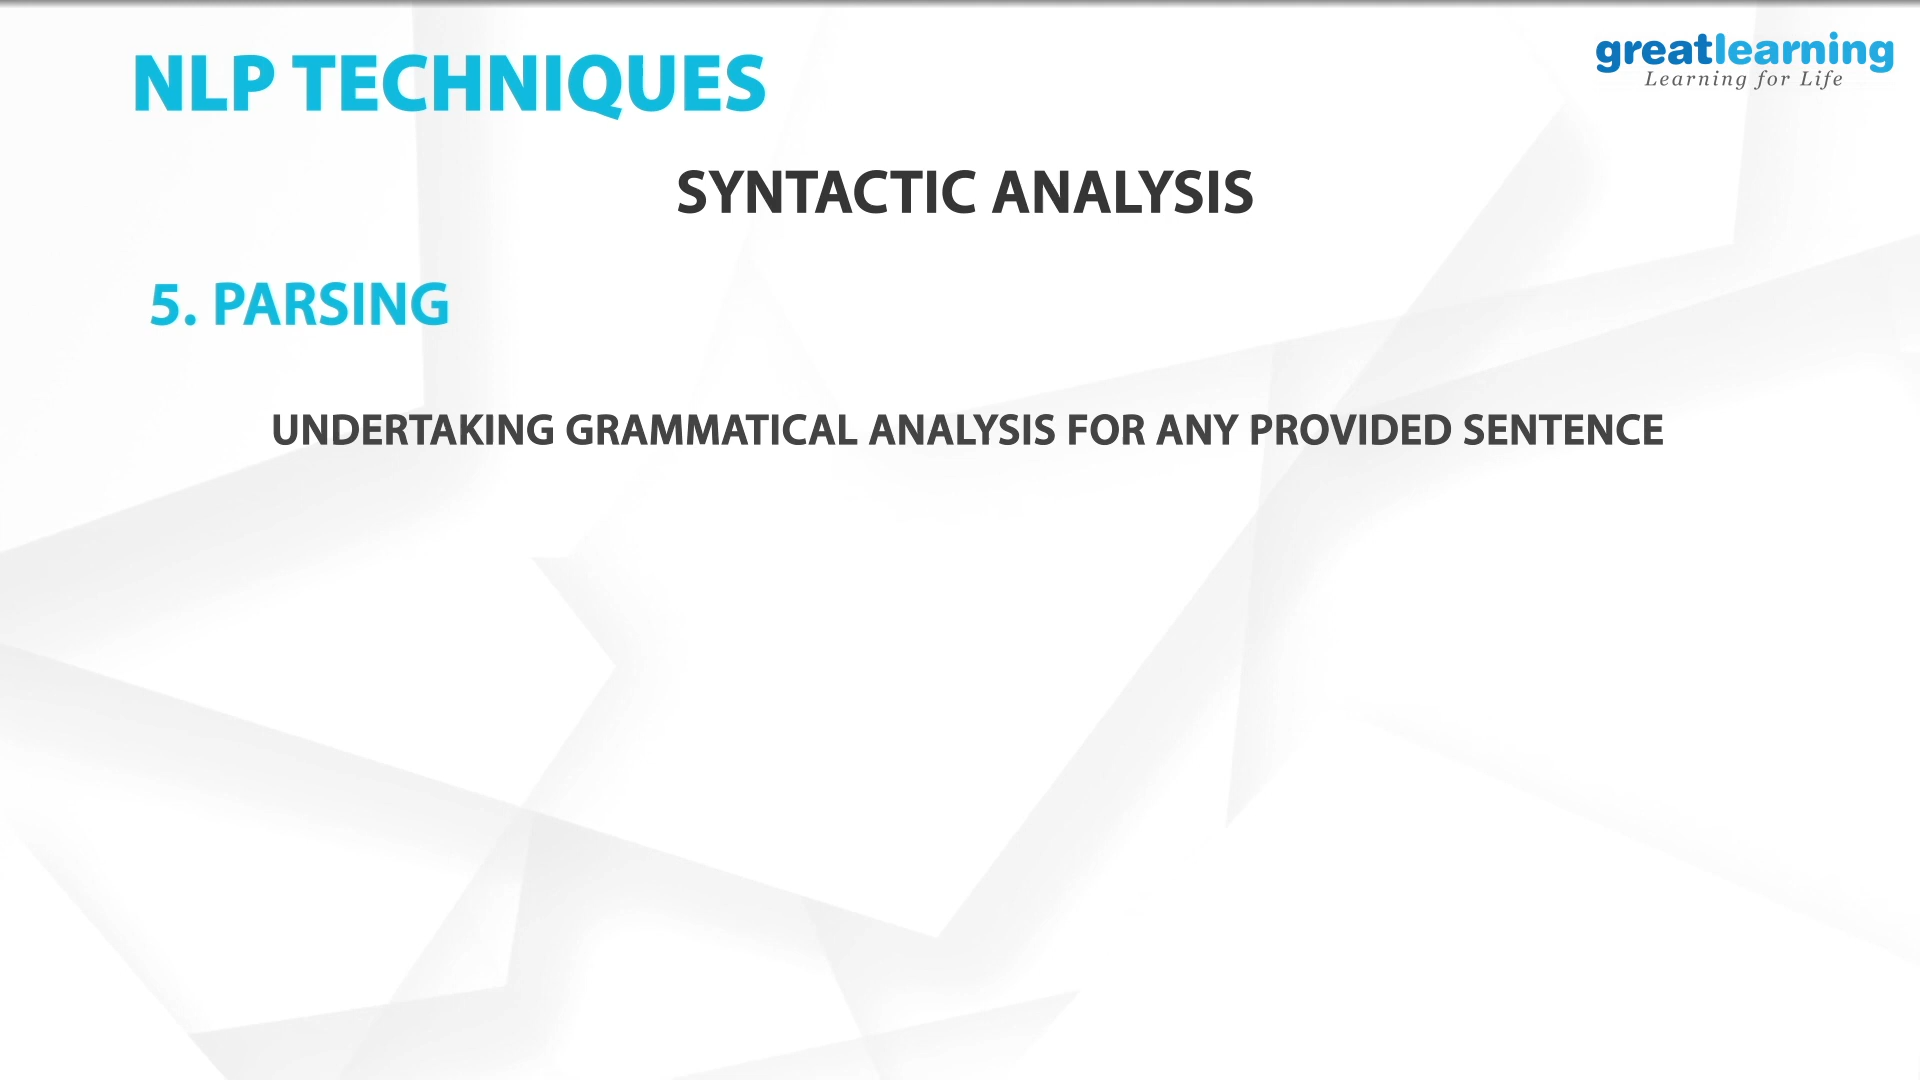 NLP TECHNIQUES
greatlearning
Learning for Life
SYNTACTIC ANALYSIS
5. PARSING
UNDERTAKING GRAMMATICAL ANALYSIS FOR ANY PROVIDED SENTENCE